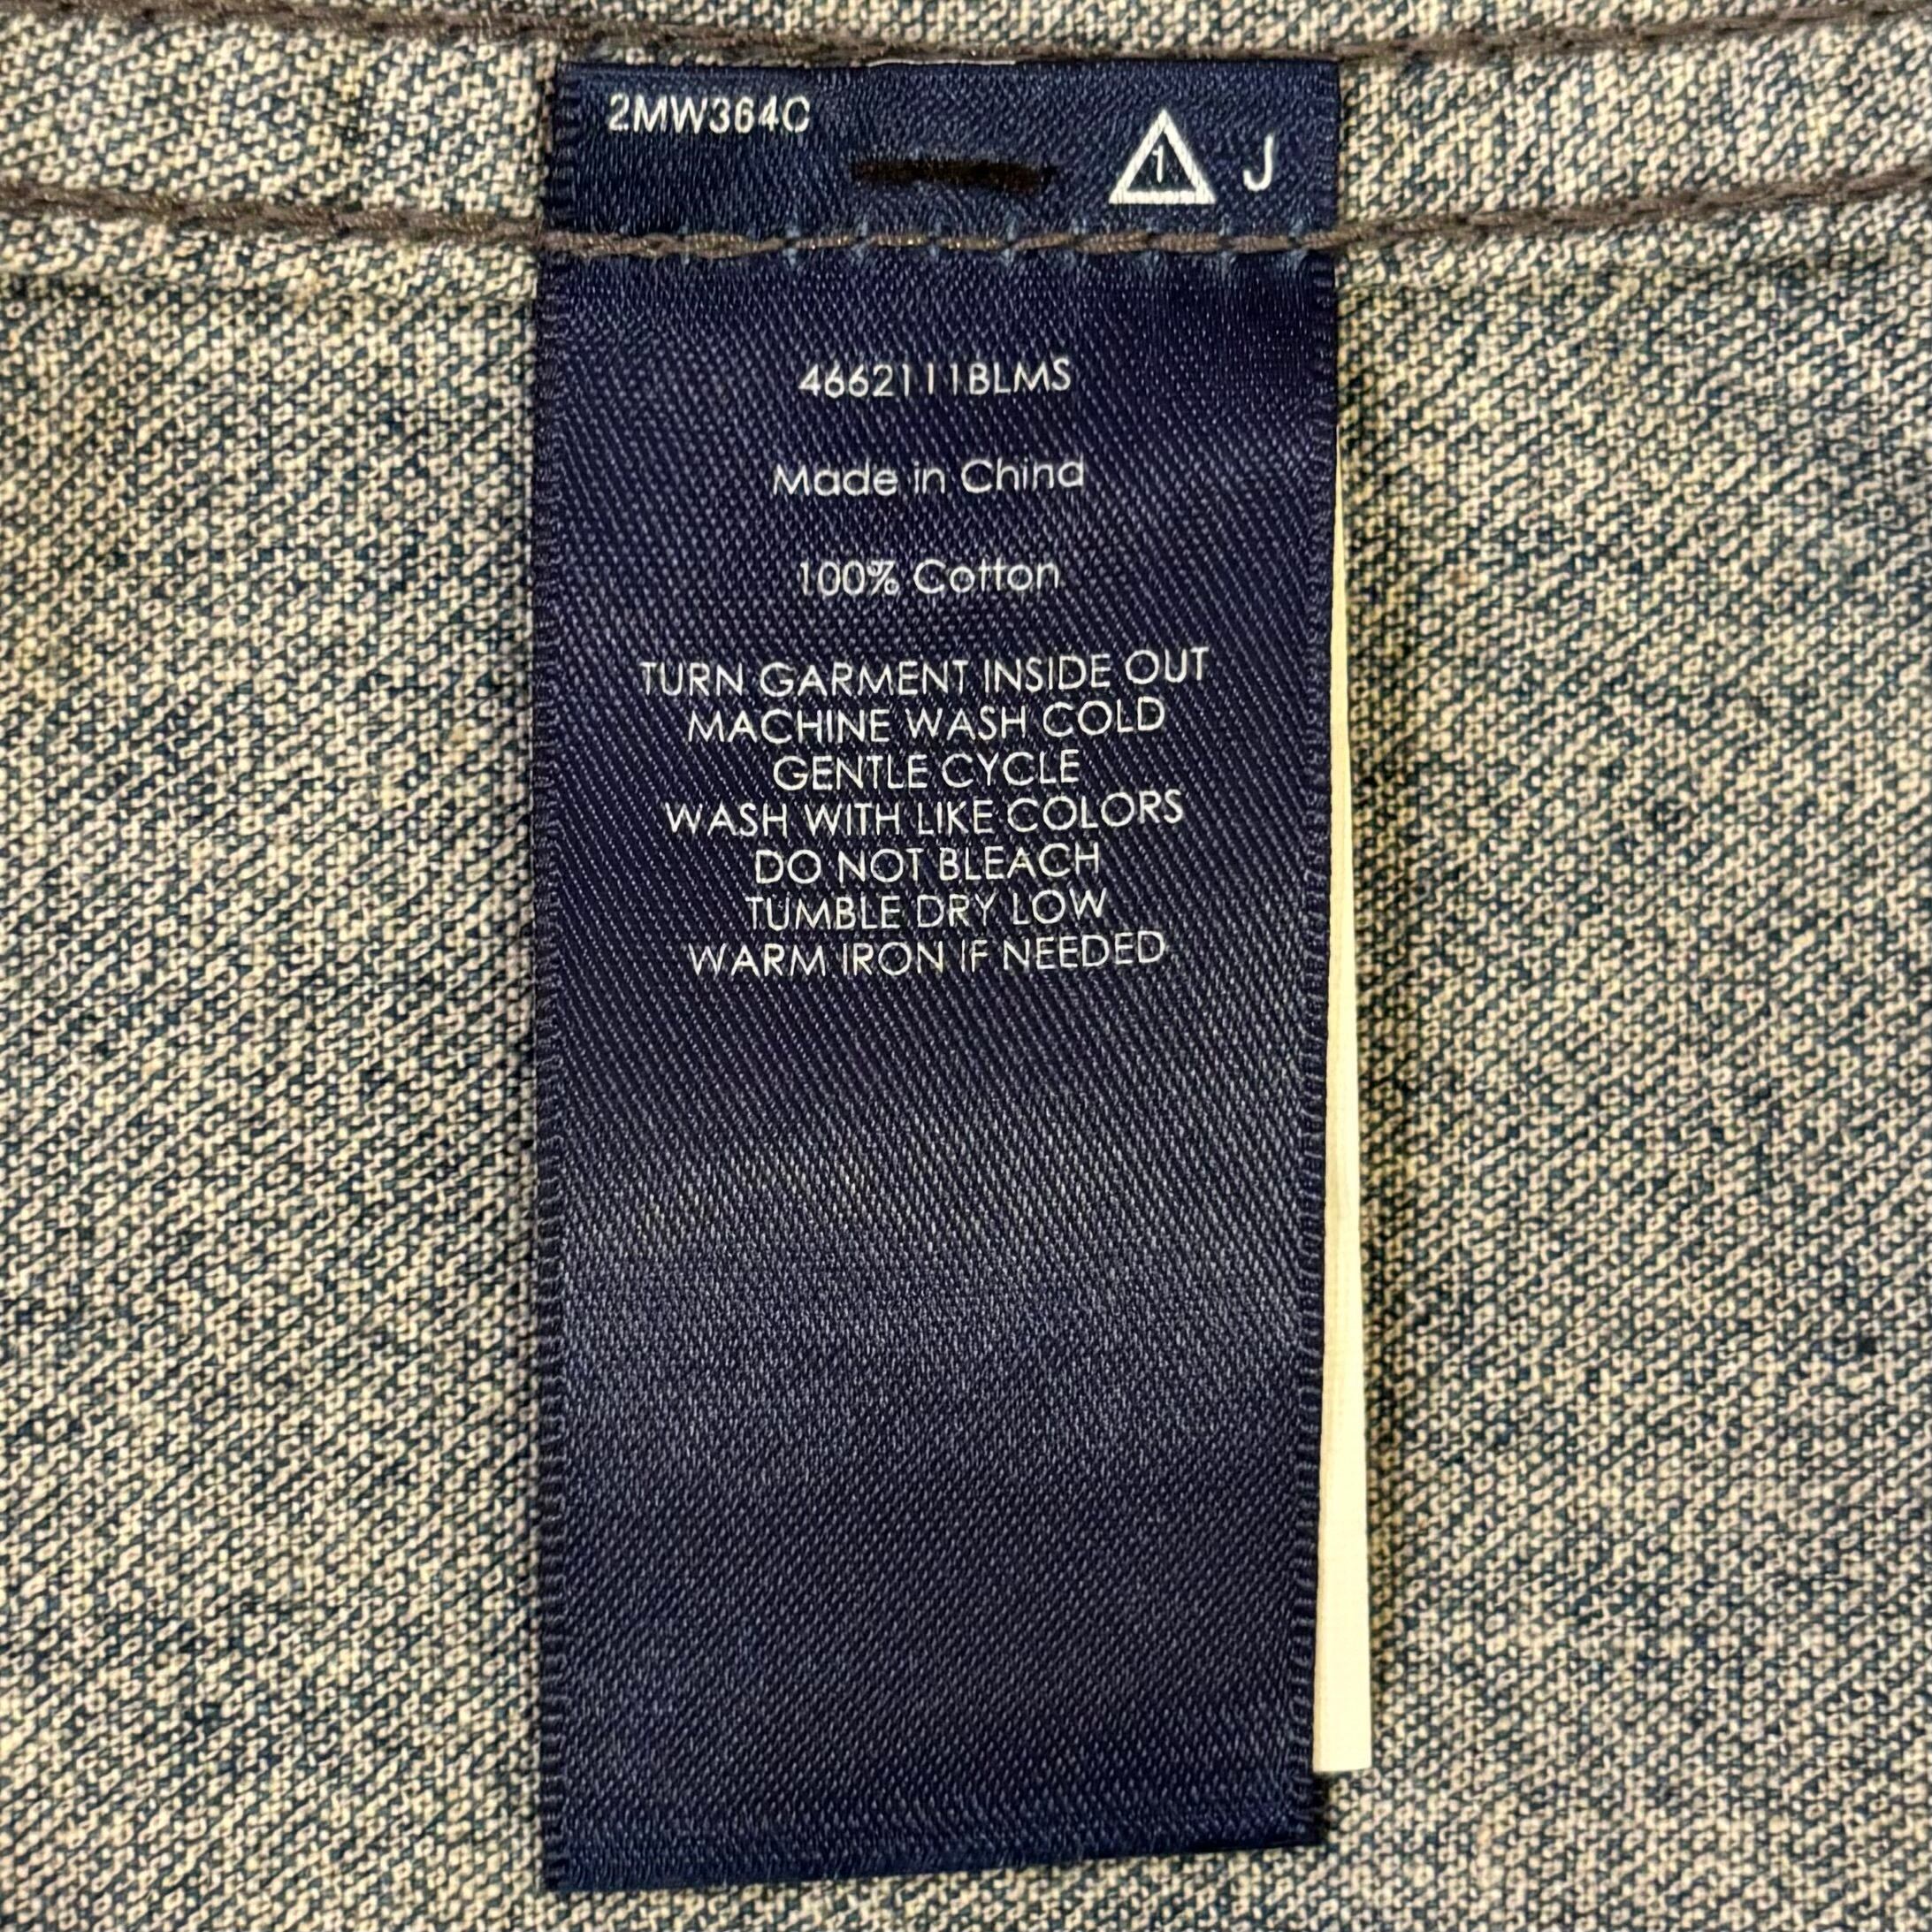 2MW364C
1 J
4662111BLMS
Made in China
100% Cotton
TURN GARMENT INSIDE OUT
MACHINE WASH COLD
GENTLE CYCLE
WASH WITH LIKE COLORS
DO NOT BLEACH
TUMBLE DRY LOW
WARM IRON IF NEEDED